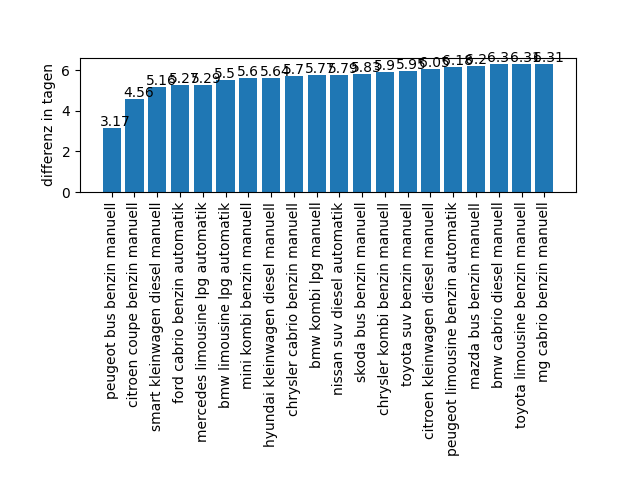 differenz in tagen
6
4
2
0
3.17
4.56
5.16
5.27
5.29
5.5
5.6
5.64
5.7
5.77
5.79
5.83
5.9
5.95
6.05
6.18
6.2
6.3
6.31
6.31
peugeot bus benzin manuell
citroen coupe benzin manuell
smart kleinwagen diesel manuell
ford cabrio benzin automatik
mercedes limousine lpg automatik
bmw limousine lpg automatik
mini kombi benzin manuell
hyundai kleinwagen diesel manuell
chrysler cabrio benzin manuell
bmw kombi lpg manuell
nissan suv diesel automatik
skoda bus benzin manuell
chrysler kombi benzin manuell
toyota suv benzin manuell
citroen kleinwagen diesel manuell
peugeot limousine benzin automatik
mazda bus benzin manuell
bmw cabrio diesel manuell
toyota limousine benzin manuell
mg cabrio benzin manuell